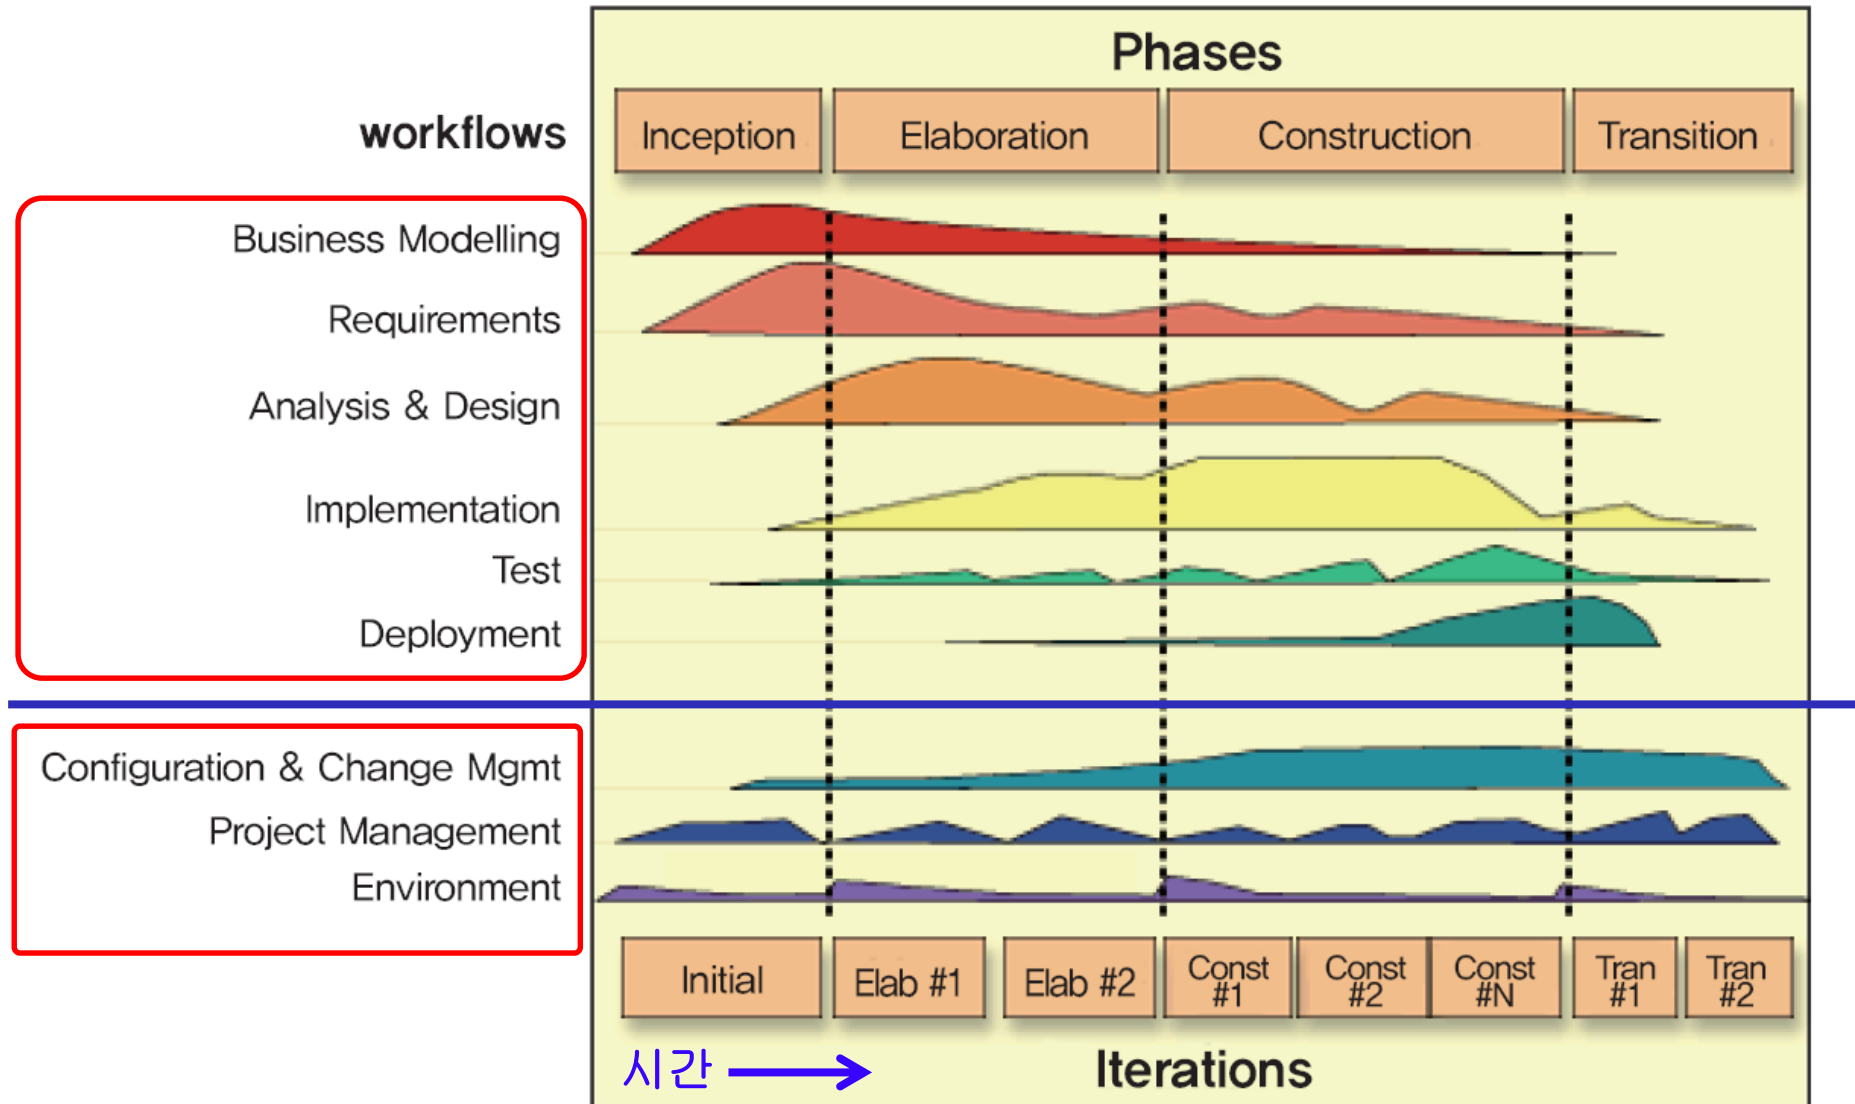 Phases
workflows
Inception
Elaboration
Construction
Transition
Business Modelling
Requirements
Analysis & Design
Implementation
Test
Deployment
Configuration & Change Mgmt
Project Management
Environment
Initial
Elab #1
Elab #2
Const
#1
Const
#2
Const
#N
Tran
#1
Tran
#2
시간
Iterations